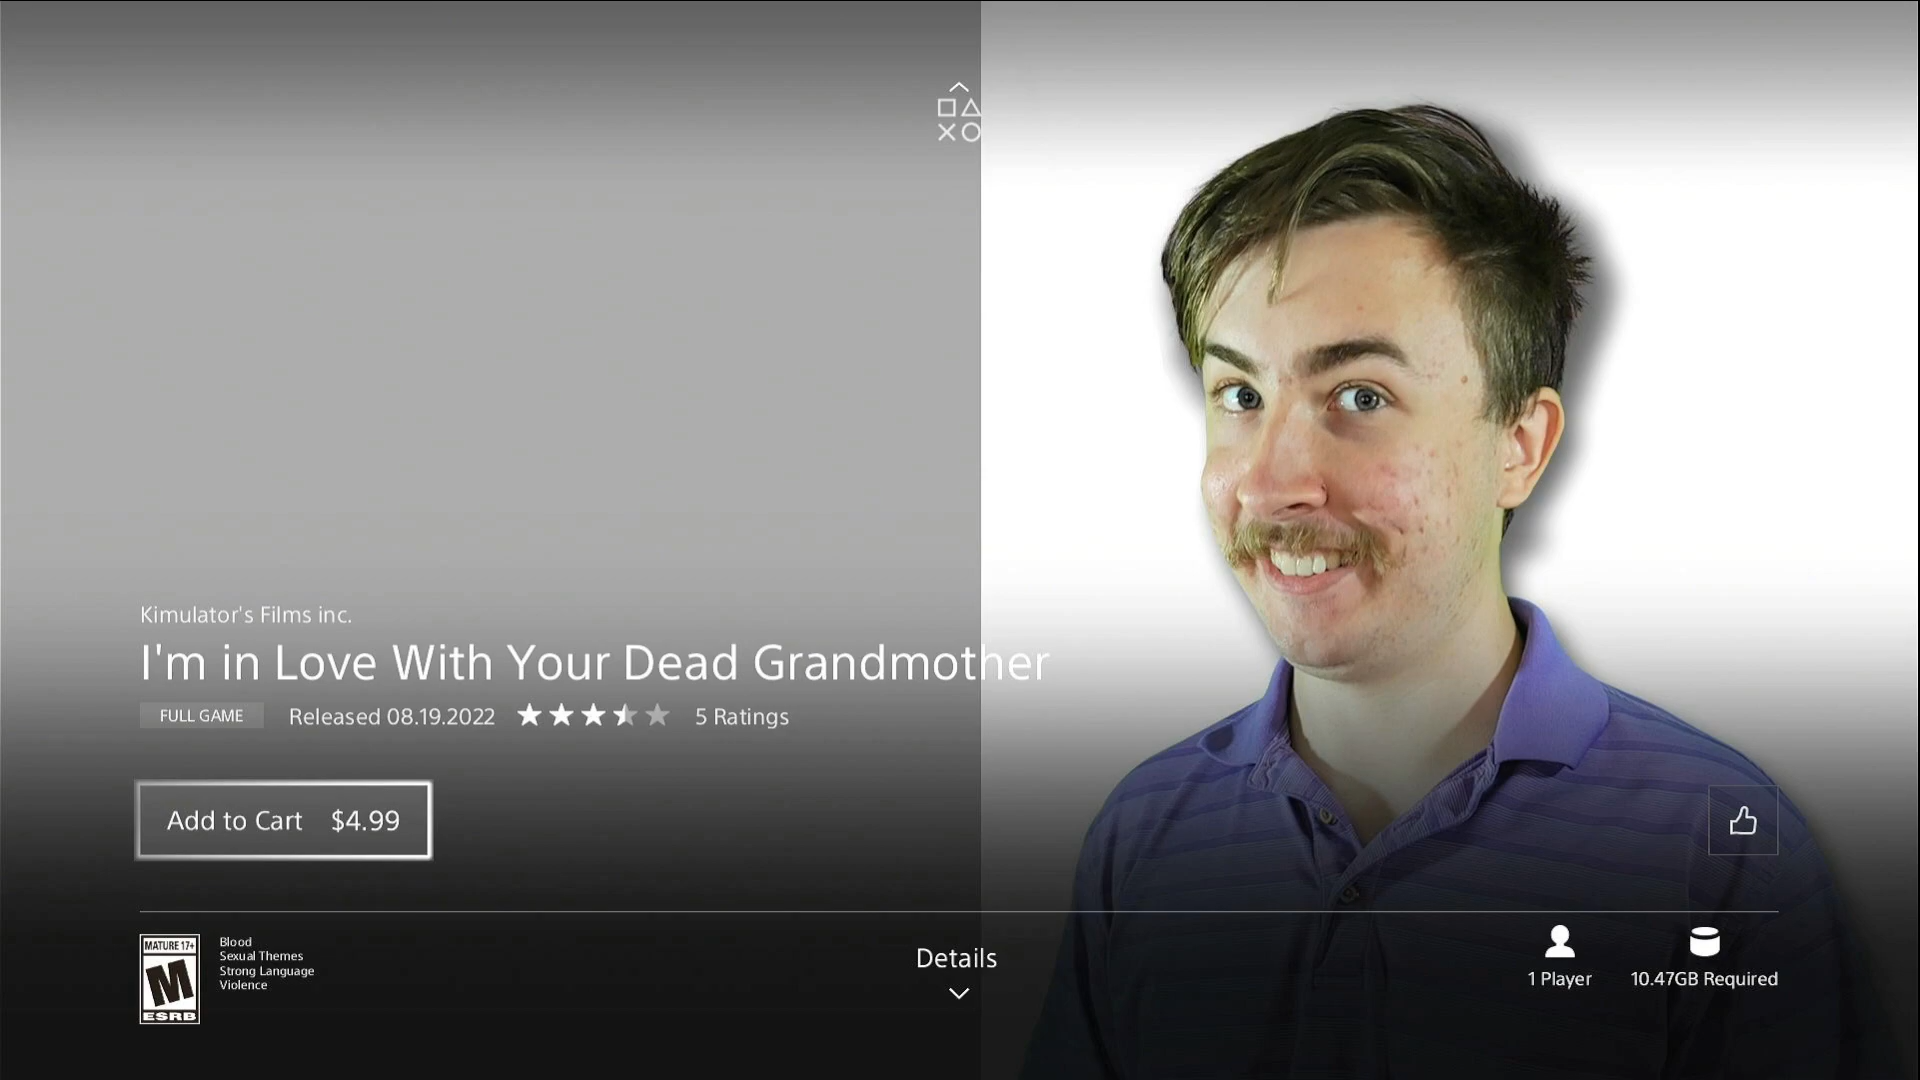 Kimulator's Films inc.
I'm in Love With Your Dead Grandmother
FULL GAME Released 08.19.2022 5 Ratings
Add to Cart $4.99
MATURE 17+
M
ESRB
Blood
Sexual Themes
Strong Language
Violence
Details
1 Player 10.47GB Required